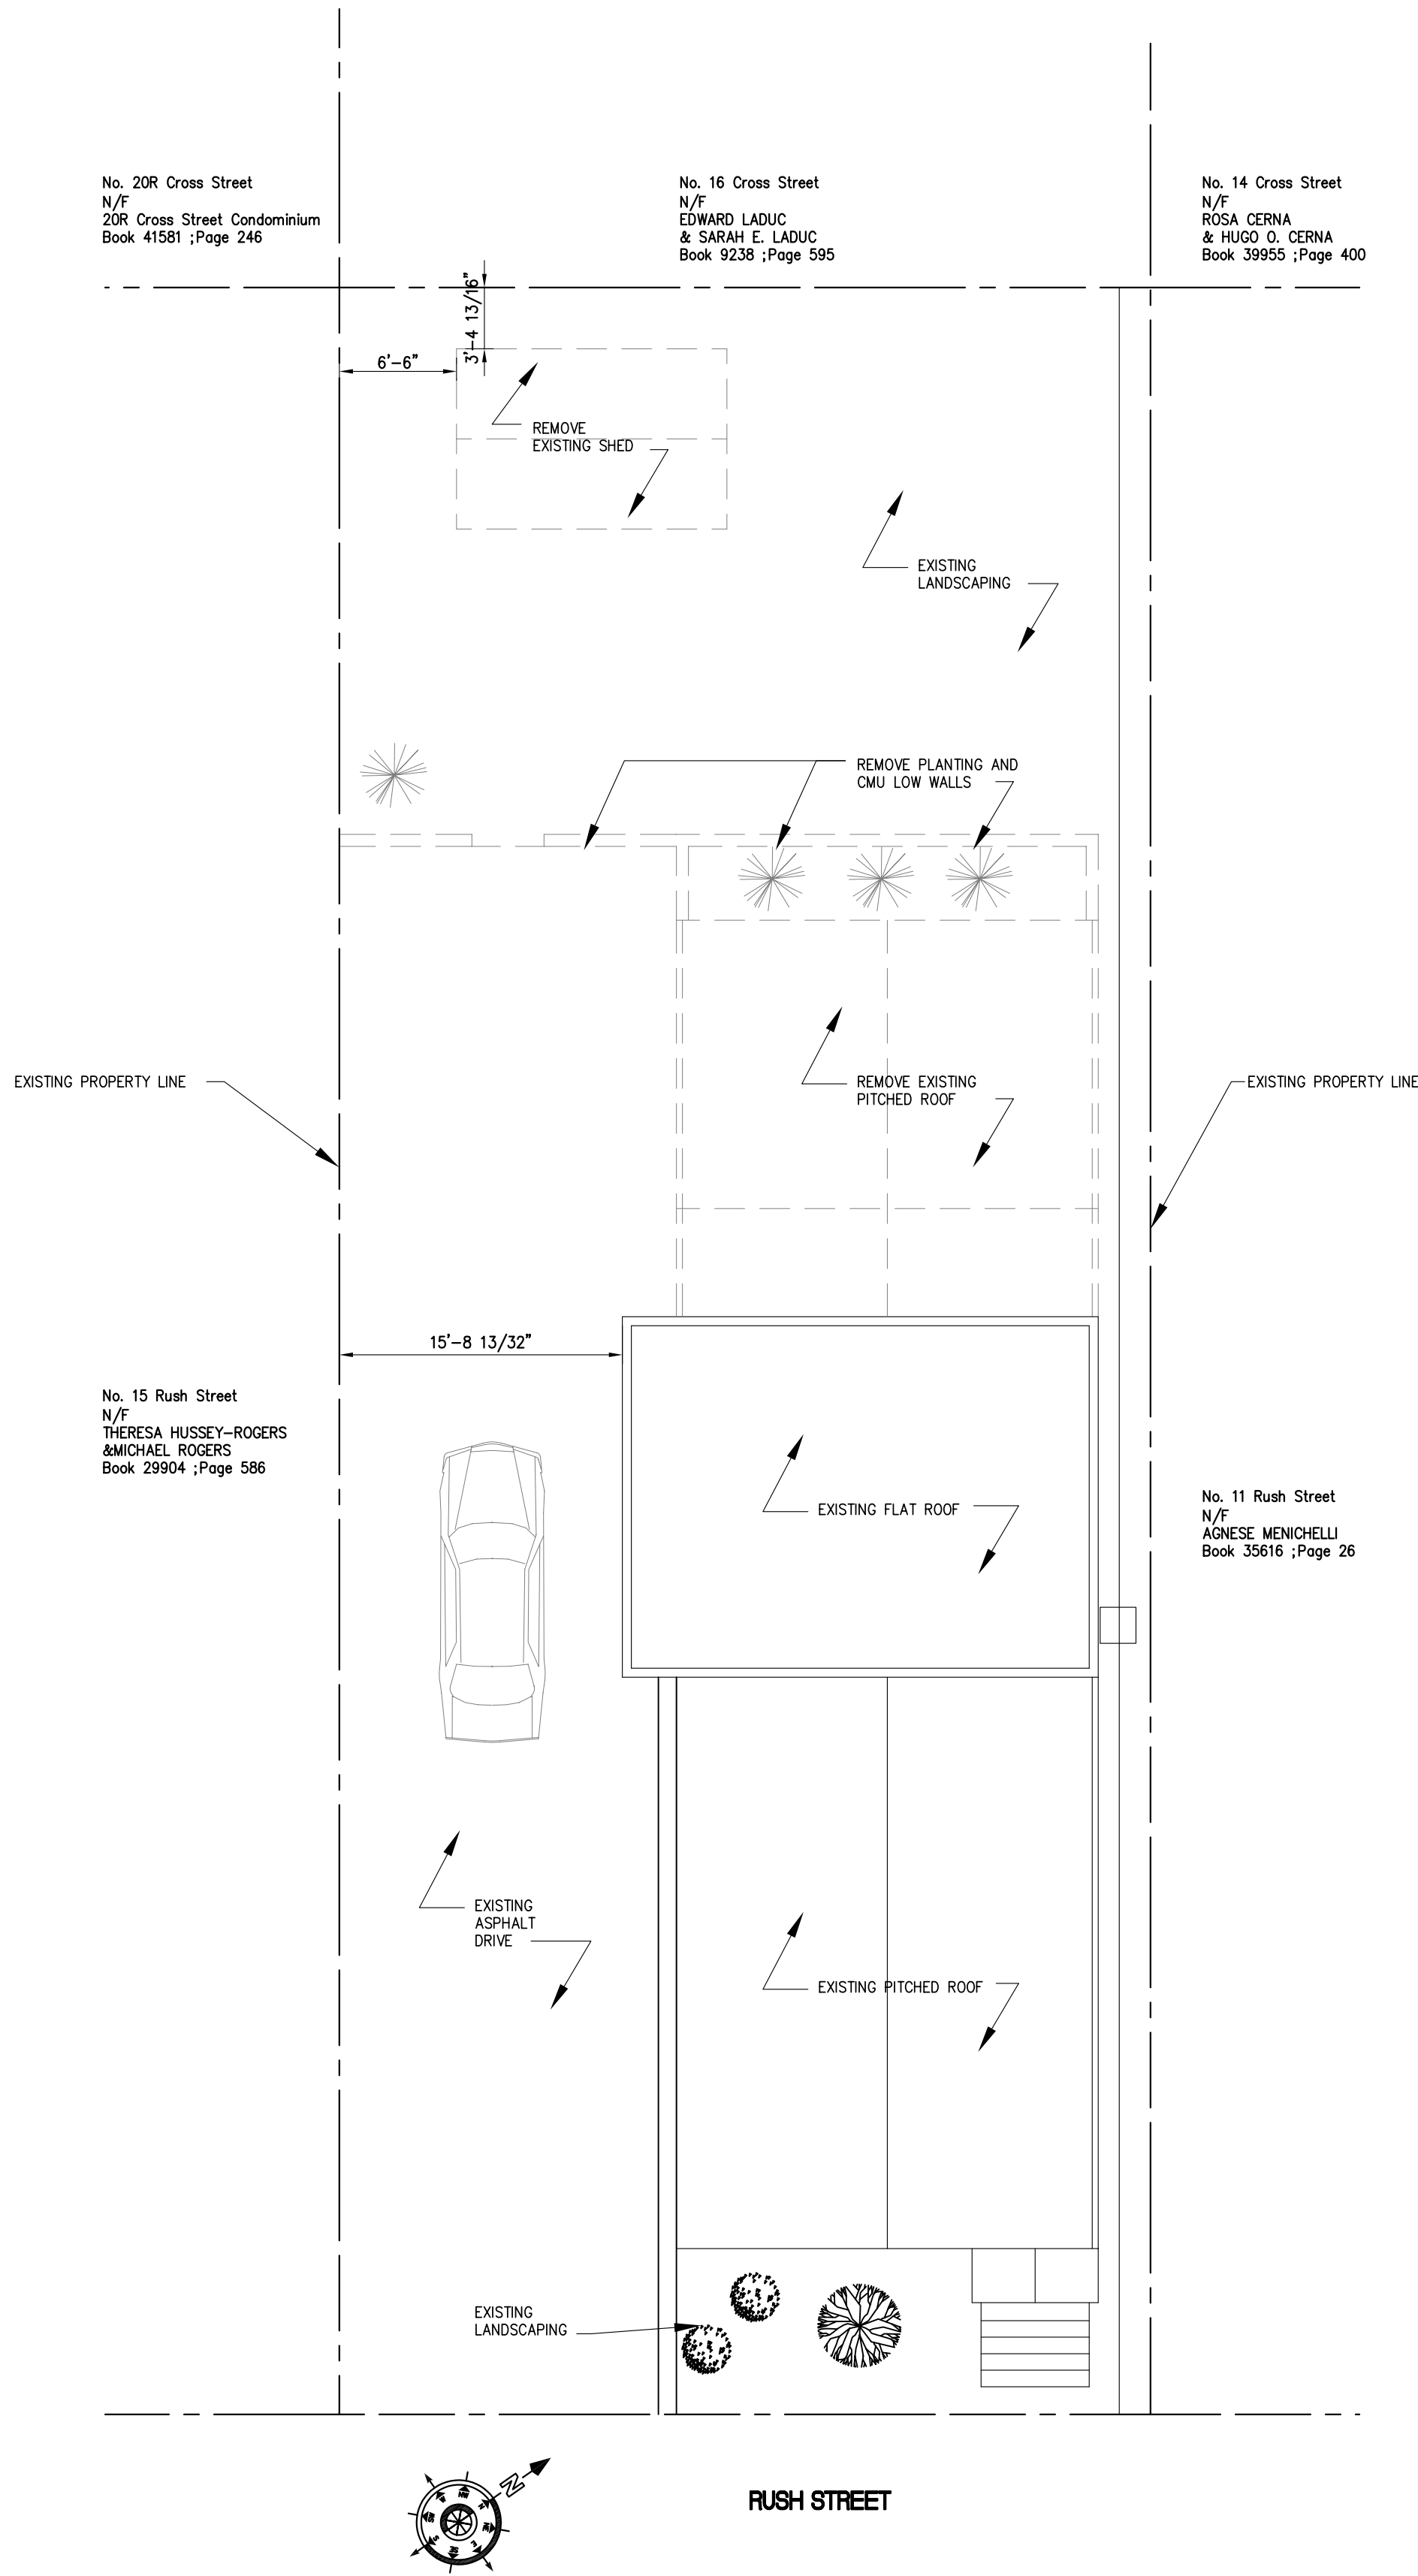 No. 20R Cross Street
N/F
20R Cross Street Condominium
Book 41581 ;Page 246
No. 16 Cross Street
N/F
EDWARD LADUC
& SARAH E. LADUC
Book 9238 ;Page 595
No. 14 Cross Street
N/F
ROSA CERNA
& HUGO O. CERNA
Book 39955 ;Page 400
3'-4 13/16"
6'-6"
REMOVE
EXISTING SHED
EXISTING
LANDSCAPING
REMOVE PLANTING AND
CMU LOW WALLS
EXISTING PROPERTY LINE
REMOVE EXISTING
PITCHED ROOF
EXISTING PROPERTY LINE
15'-8 13/32"
No. 15 Rush Street
N/F
THERESA HUSSEY-ROGERS
&MICHAEL ROGERS
Book 29904 ;Page 586
EXISTING FLAT ROOF
No. 11 Rush Street
N/F
AGNESE MENICHELLI
Book 35616 ;Page 26
EXISTING
ASPHALT
DRIVE
EXISTING PITCHED ROOF
EXISTING
LANDSCAPING
N
RUSH STREET
W
NW
N
NE
E
SE
S